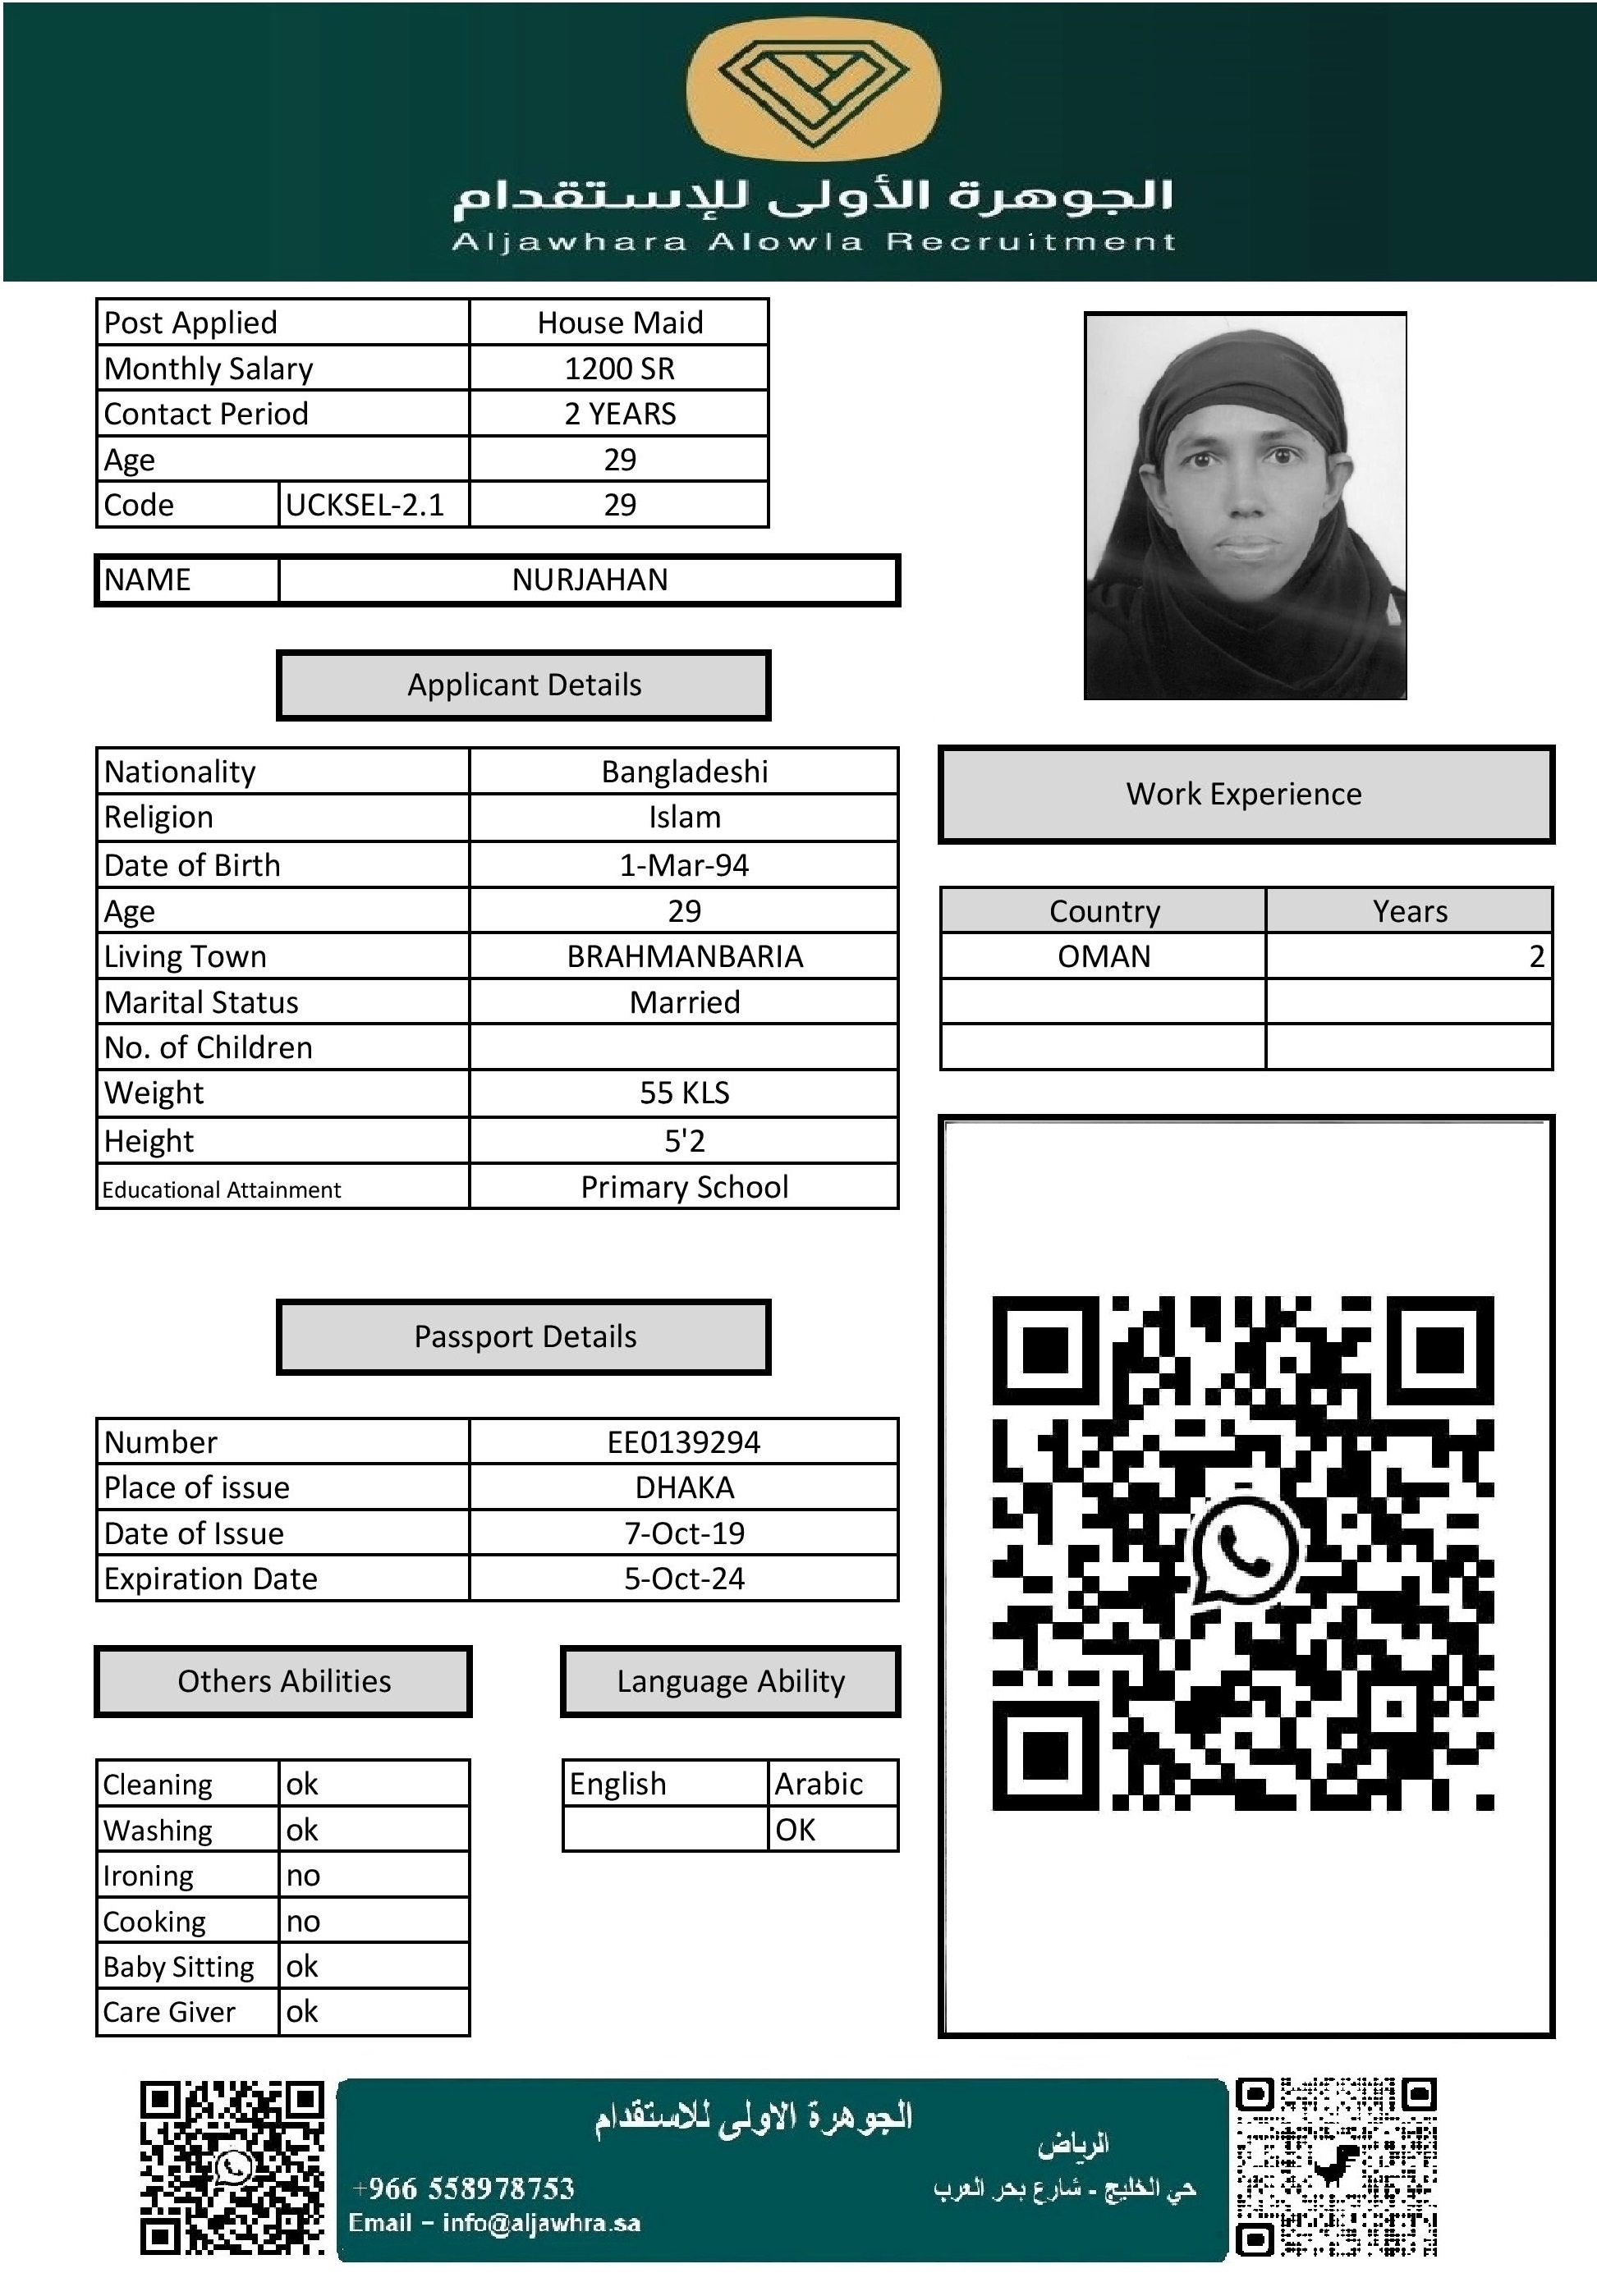 الجوهرة الأولى للإستقدام
Aljawhara Alowla Recruitment
Post Applied House Maid
Monthly Salary 1200 SR
Contact Period 2 YEARS
Age 29
Code UCKSEL-2.1 29
NAME NURJAHAN
Applicant Details
Nationality Bangladeshi
Religion Islam
Date of Birth 1-Mar-94
Age 29
Living Town BRAHMANBARIA
Marital Status Married
No. of Children
Weight 55 KLS
Height 5'2
Educational Attainment Primary School
Work Experience
Country Years
OMAN 2
Passport Details
Number EE0139294
Place of issue DHAKA
Date of Issue 7-Oct-19
Expiration Date 5-Oct-24
Others Abilities
Cleaning ok
Washing ok
Ironing no
Cooking no
Baby Sitting ok
Care Giver ok
Language Ability
English Arabic
OK
الجوهرة الاولى للاستقدام
الرياض
حي الخليج - شارع بحر العرب
+966 558978753
Email – info@aljawhra.sa